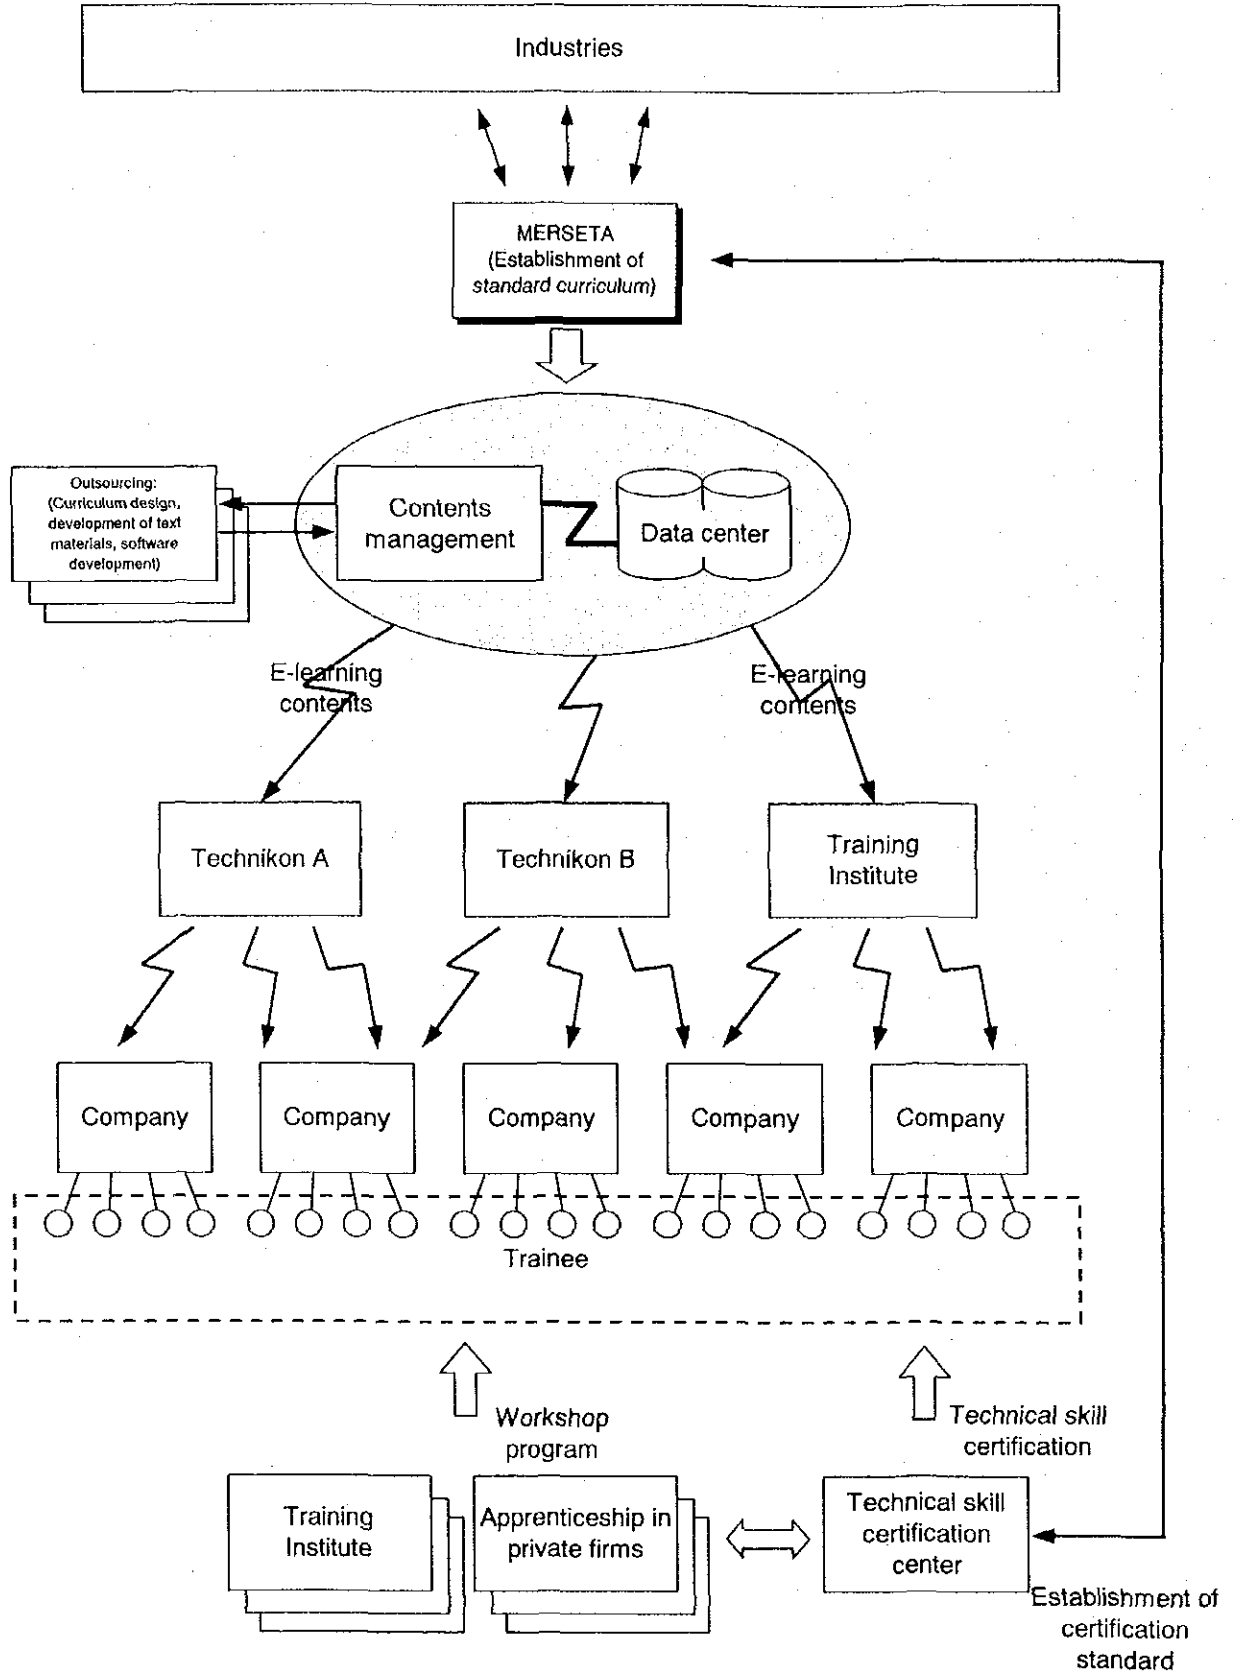 Industries
MERSETA
(Establishment of
standard curriculum)
Outsourcing:
(Curriculum design,
development of text
materials, software
development)
Contents
management
Data center
E-learning
contents
E-learning
contents
Technikon A
Technikon B
Training
Institute
Company
Company
Company
Company
Company
Trainee
Workshop
program
Technical skill
certification
Training
Institute
Apprenticeship in
private firms
Technical skill
certification
center
Establishment of
certification
standard